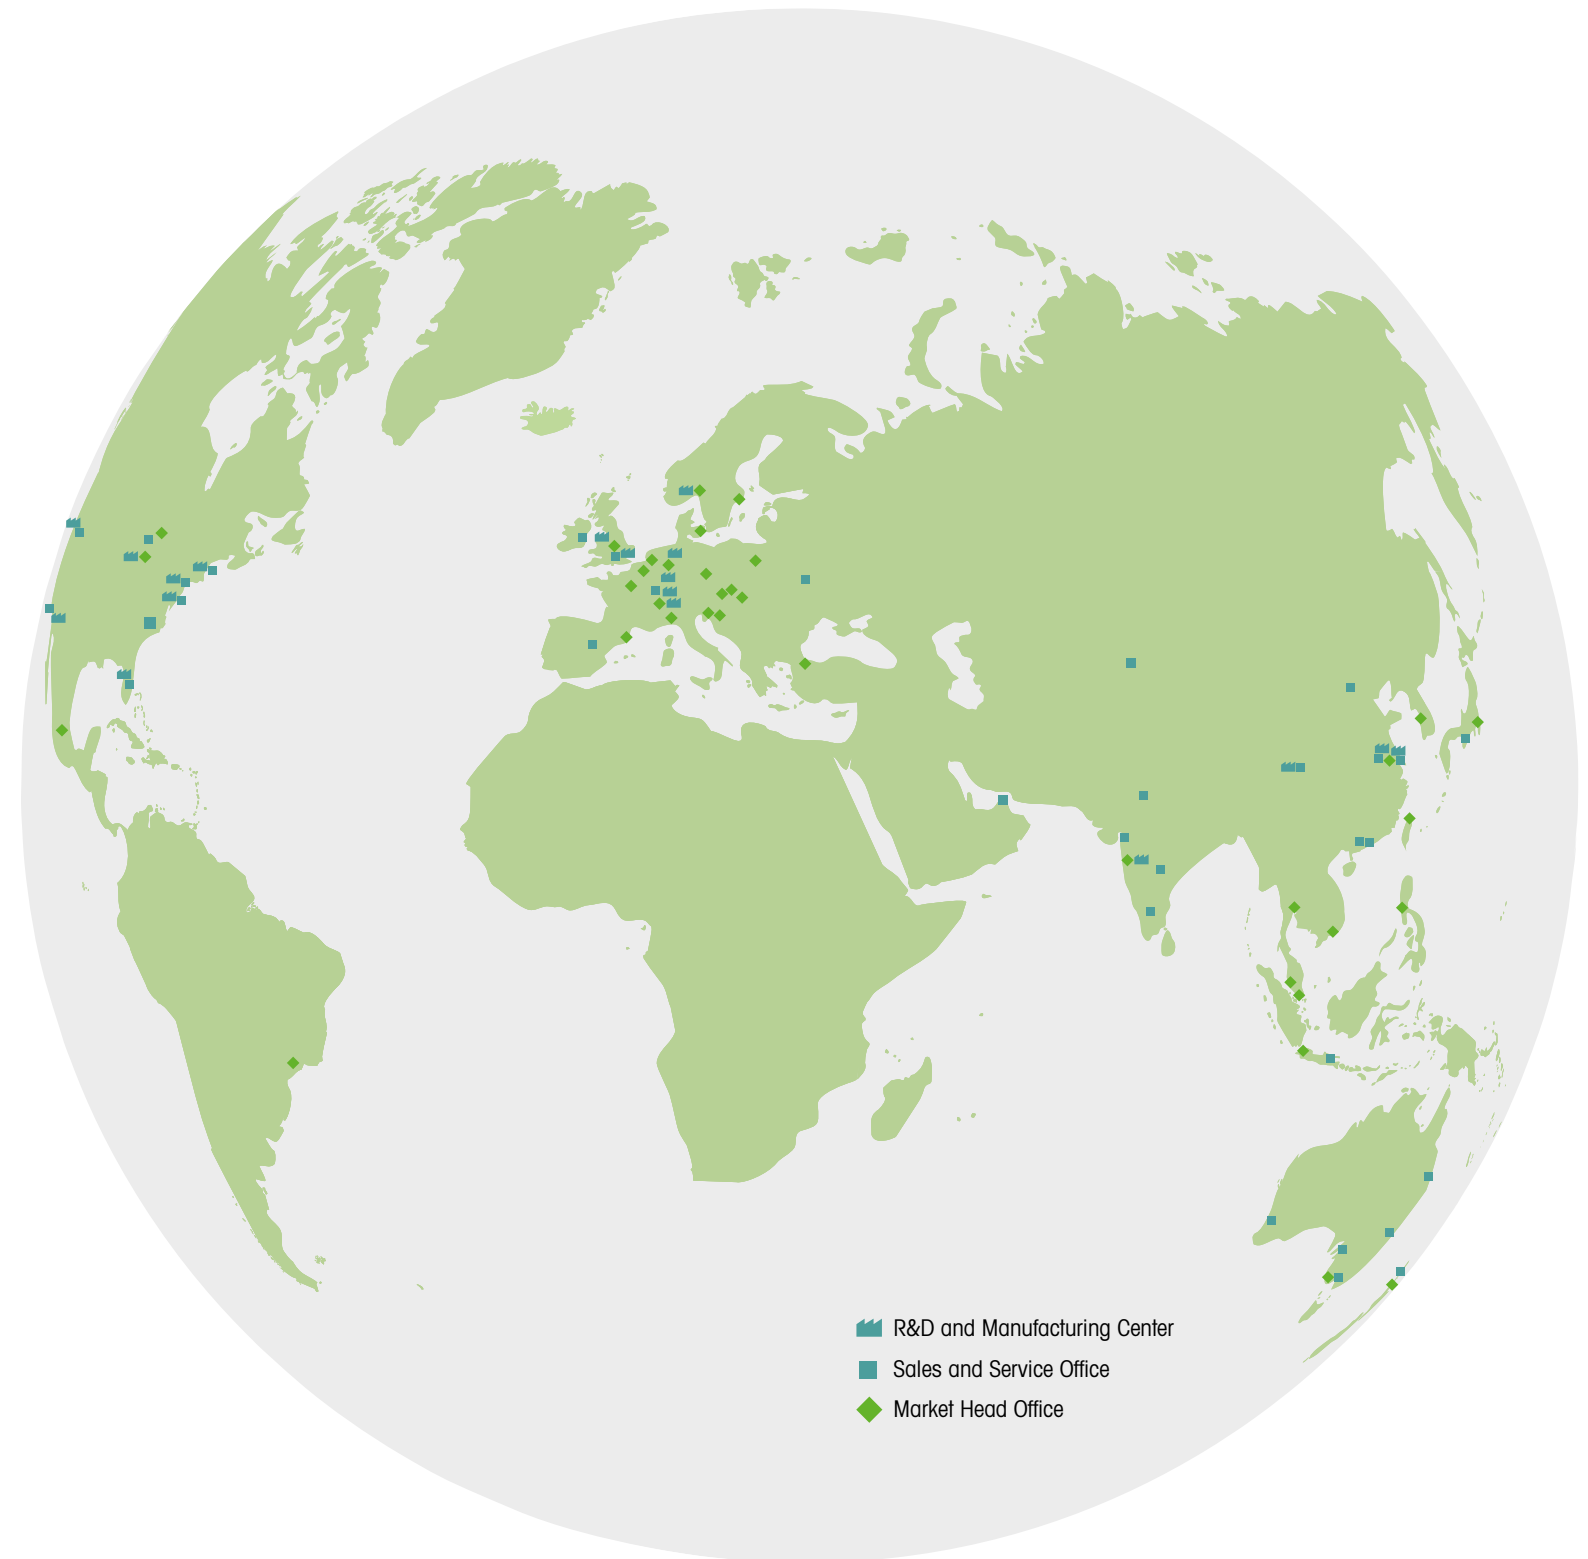 R&D and Manufacturing Center
Sales and Service Office
Market Head Office